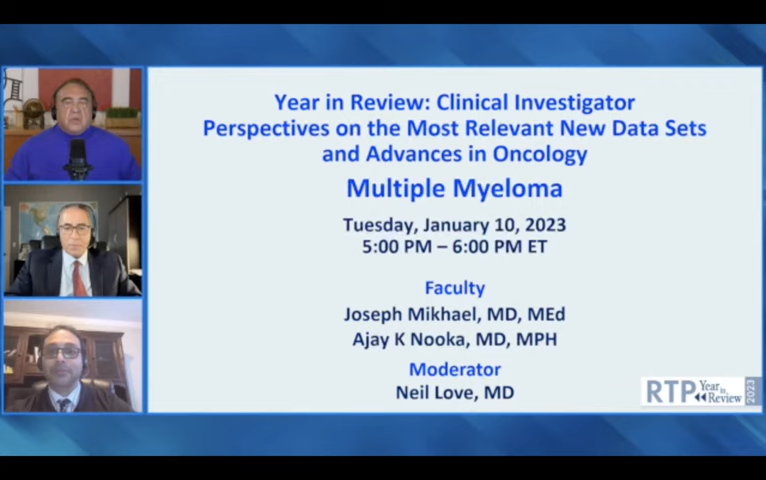 Year in Review: Clinical Investigator
Perspectives on the Most Relevant New Data Sets
and Advances in Oncology
Multiple Myeloma
Tuesday, January 10, 2023
5:00 PM – 6:00 PM ET
Faculty
Joseph Mikhael, MD, MEd
Ajay K Nooka, MD, MPH
Moderator
Neil Love, MD
RTP Year in Review 2023